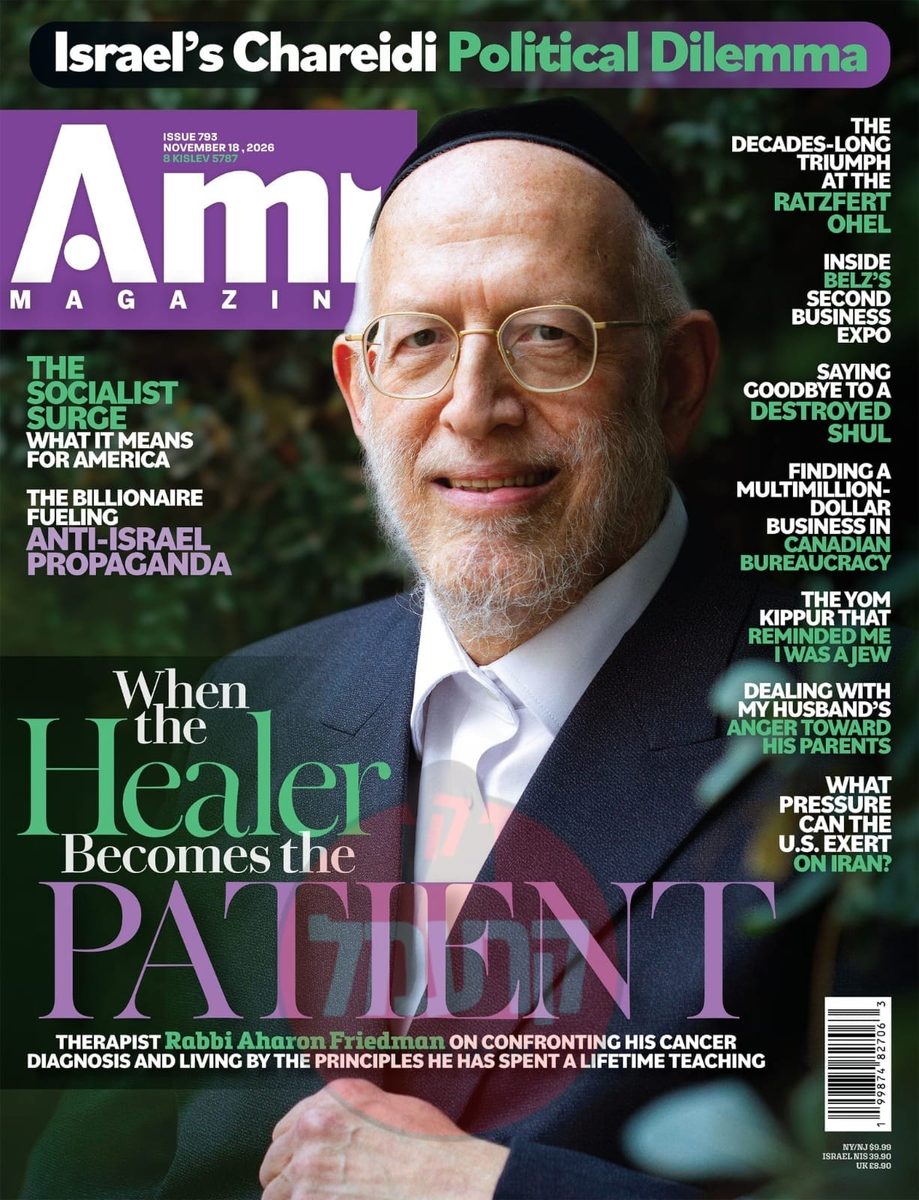 Israel's Chareidi Political Dilemma
ISSUE 793
NOVEMBER 18, 2026
8 KISLEV 5787
Am
MAGAZIN
THE
SOCIALIST
SURGE
WHAT IT MEANS
FOR AMERICA
THE BILLIONAIRE
FUELING
ANTI-ISRAEL
PROPAGANDA
THE
DECADES-LONG
TRIUMPH
AT THE
RATZFERT
OHEL
INSIDE
BELZ'S
SECOND
BUSINESS
EXPO
SAYING
GOODBYE TO A
DESTROYED
SHUL
FINDING A
MULTIMILLION-
DOLLAR
BUSINESS IN
CANADIAN
BUREAUCRACY
THE YOM
KIPPUR THAT
REMINDED ME
I WAS A JEW
DEALING WITH
MY HUSBAND'S
ANGER TOWARD
HIS PARENTS
WHAT
PRESSURE
CAN THE
U.S. EXERT
ON IRAN?
When
the
Healer
Becomes the
PATIENT
THERAPIST Rabbi Aharon Friedman ON CONFRONTING HIS CANCER
DIAGNOSIS AND LIVING BY THE PRINCIPLES HE HAS SPENT A LIFETIME TEACHING
1 99874 82706 3
NY/NJ $9.99
ISRAEL NIS 39.90
UK £8.90